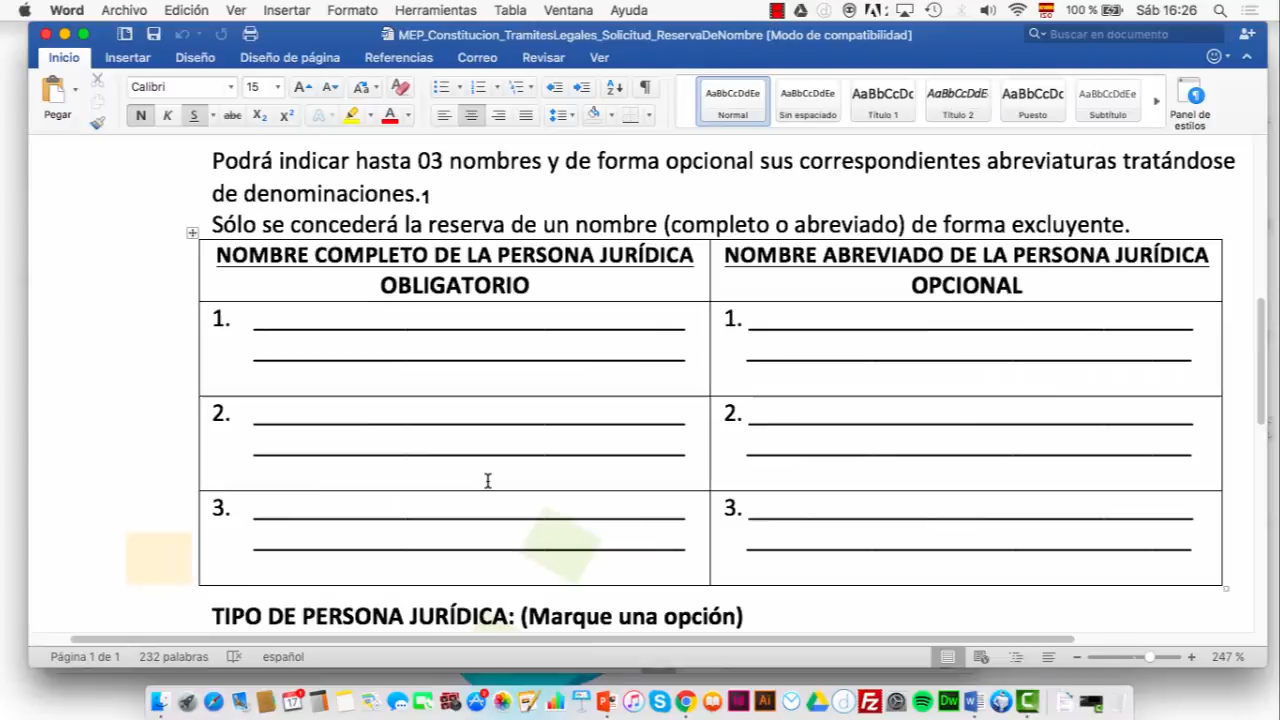 Word Archivo Edición Ver Insertar Formato Herramientas Tabla Ventana Ayuda 100 % Sáb 16:26
MEP_Constitucion_TramitesLegales_Solicitud_ReservaDeNombre [Modo de compatibilidad]
Buscar en documento
Inicio Insertar Diseño Diseño de página Referencias Correo Revisar Ver
Pegar
Calibri 15
N K S abc X₂ X²
AaBbCcDdEe AaBbCcDdEe AaBbCcDc AaBbCcDdE AaBbCcDc AaBbCcDdEe
Normal Sin espaciado Título 1 Título 2 Puesto Subtítulo
Panel de
estilos
Podrá indicar hasta 03 nombres y de forma opcional sus correspondientes abreviaturas tratándose
de denominaciones.1
Sólo se concederá la reserva de un nombre (completo o abreviado) de forma excluyente.
NOMBRE COMPLETO DE LA PERSONA JURÍDICA
OBLIGATORIO
NOMBRE ABREVIADO DE LA PERSONA JURÍDICA
OPCIONAL
1. 1.
2. 2.
3. 3.
TIPO DE PERSONA JURÍDICA: (Marque una opción)
Página 1 de 1 232 palabras español 247 %